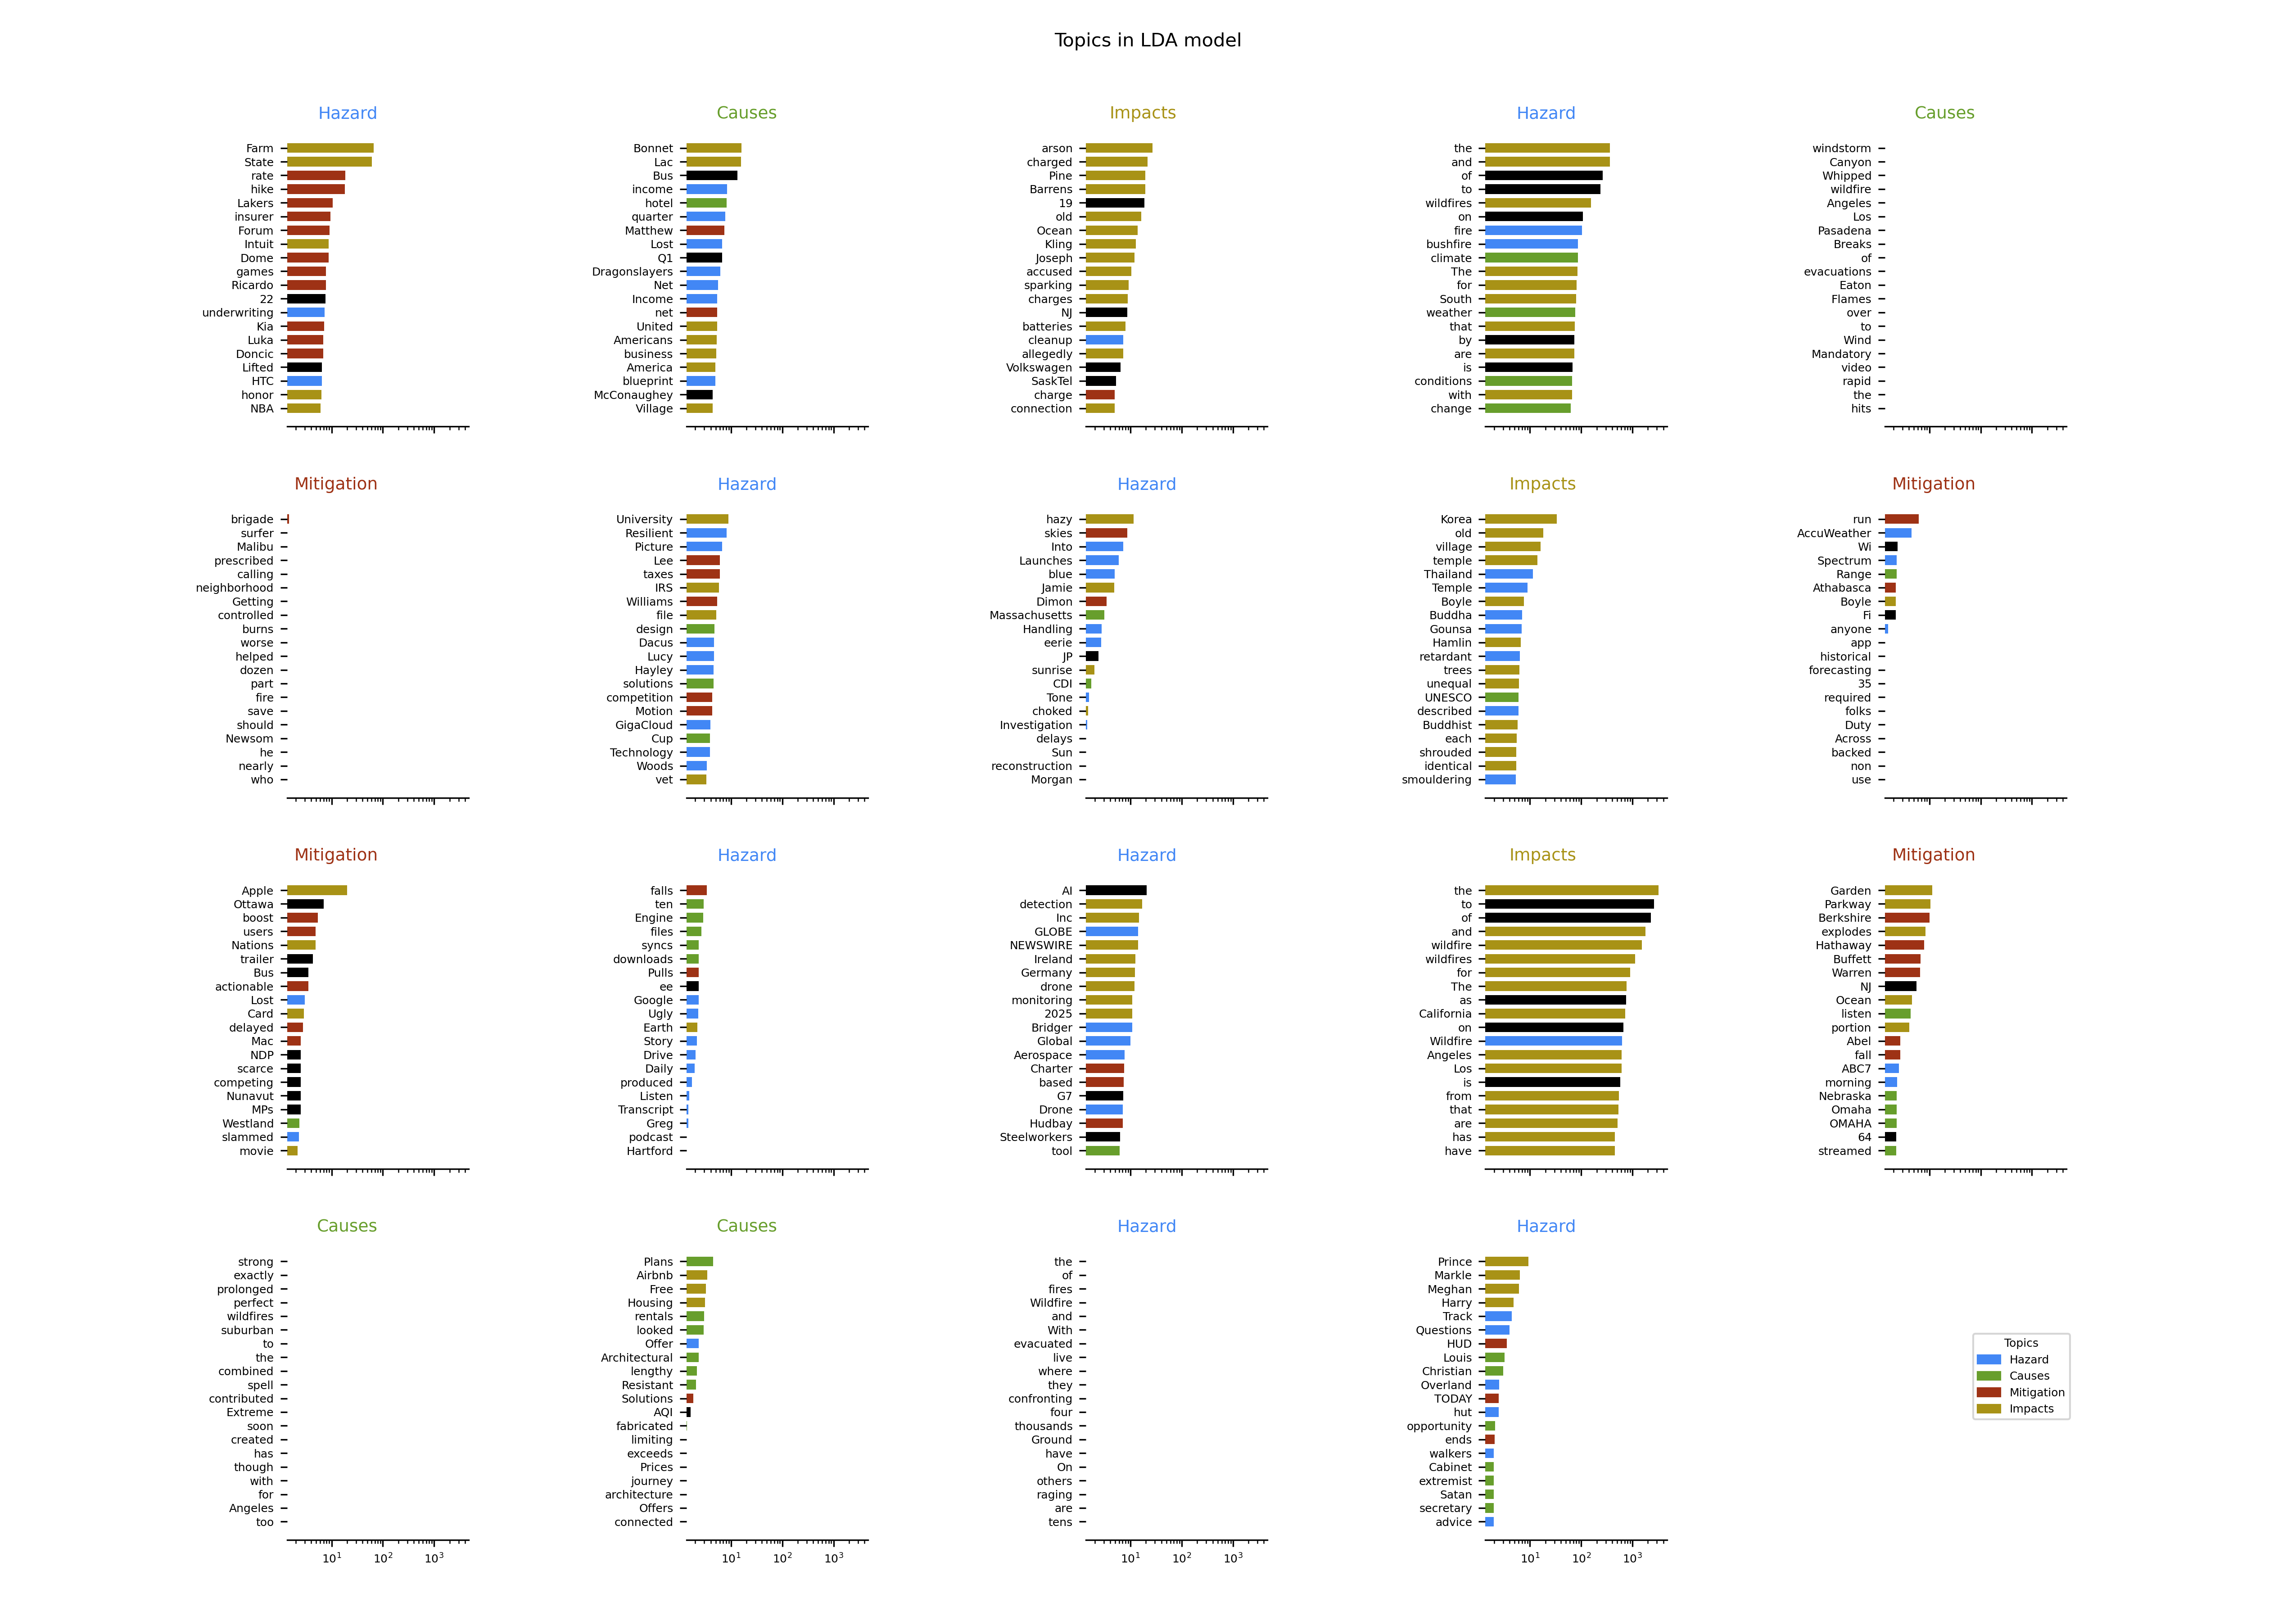 Topics in LDA model
Hazard
Farm
State
rate
hike
Lakers
insurer
Forum
Intuit
Dome
games
Ricardo
22
underwriting
Kia
Luka
Doncic
Lifted
HTC
honor
NBA
Causes
Bonnet
Lac
Bus
income
hotel
quarter
Matthew
Lost
Q1
Dragonslayers
Net
Income
net
United
Americans
business
America
blueprint
McConaughey
Village
Impacts
arson
charged
Pine
Barrens
19
old
Ocean
Kling
Joseph
accused
sparking
charges
NJ
batteries
cleanup
allegedly
Volkswagen
SaskTel
charge
connection
Hazard
the
and
of
to
wildfires
on
fire
bushfire
climate
The
for
South
weather
that
by
are
is
conditions
with
change
Causes
windstorm
Canyon
Whipped
wildfire
Angeles
Los
Pasadena
Breaks
of
evacuations
Eaton
Flames
over
to
Wind
Mandatory
video
rapid
the
hits
Mitigation
brigade
surfer
Malibu
prescribed
calling
neighborhood
Getting
controlled
burns
worse
helped
dozen
part
fire
save
should
Newsom
he
nearly
who
Hazard
University
Resilient
Picture
Lee
taxes
IRS
Williams
file
design
Dacus
Lucy
Hayley
solutions
competition
Motion
GigaCloud
Cup
Technology
Woods
vet
Hazard
hazy
skies
Into
Launches
blue
Jamie
Dimon
Massachusetts
Handling
eerie
JP
sunrise
CDI
Tone
choked
Investigation
delays
Sun
reconstruction
Morgan
Impacts
Korea
old
village
temple
Thailand
Temple
Boyle
Buddha
Gounsa
Hamlin
retardant
trees
unequal
UNESCO
described
Buddhist
each
shrouded
identical
smouldering
Mitigation
run
AccuWeather
Wi
Spectrum
Range
Athabasca
Boyle
Fi
anyone
app
historical
forecasting
35
required
folks
Duty
Across
backed
non
use
Mitigation
Apple
Ottawa
boost
users
Nations
trailer
Bus
actionable
Lost
Card
delayed
Mac
NDP
scarce
competing
Nunavut
MPs
Westland
slammed
movie
Hazard
falls
ten
Engine
files
syncs
downloads
Pulls
ee
Google
Ugly
Earth
Story
Drive
Daily
produced
Listen
Transcript
Greg
podcast
Hartford
Hazard
AI
detection
Inc
GLOBE
NEWSWIRE
Ireland
Germany
drone
monitoring
2025
Bridger
Global
Aerospace
Charter
based
G7
Drone
Hudbay
Steelworkers
tool
Impacts
the
to
of
and
wildfire
wildfires
for
The
as
California
on
Wildfire
Angeles
Los
is
from
that
are
has
have
Mitigation
Garden
Parkway
Berkshire
explodes
Hathaway
Buffett
Warren
NJ
Ocean
listen
portion
Abel
fall
ABC7
morning
Nebraska
Omaha
OMAHA
64
streamed
Causes
strong
exactly
prolonged
perfect
wildfires
suburban
to
the
combined
spell
contributed
Extreme
soon
created
has
though
with
for
Angeles
too
10¹ 10² 10³
Causes
Plans
Airbnb
Free
Housing
rentals
looked
Offer
Architectural
lengthy
Resistant
Solutions
AQI
fabricated
limiting
exceeds
Prices
journey
architecture
Offers
connected
10¹ 10² 10³
Hazard
the
of
fires
Wildfire
and
With
evacuated
live
where
they
confronting
four
thousands
Ground
have
On
others
raging
are
tens
10¹ 10² 10³
Hazard
Prince
Markle
Meghan
Harry
Track
Questions
HUD
Louis
Christian
Overland
TODAY
hut
opportunity
ends
walkers
Cabinet
extremist
Satan
secretary
advice
10¹ 10² 10³
Topics
Hazard
Causes
Mitigation
Impacts